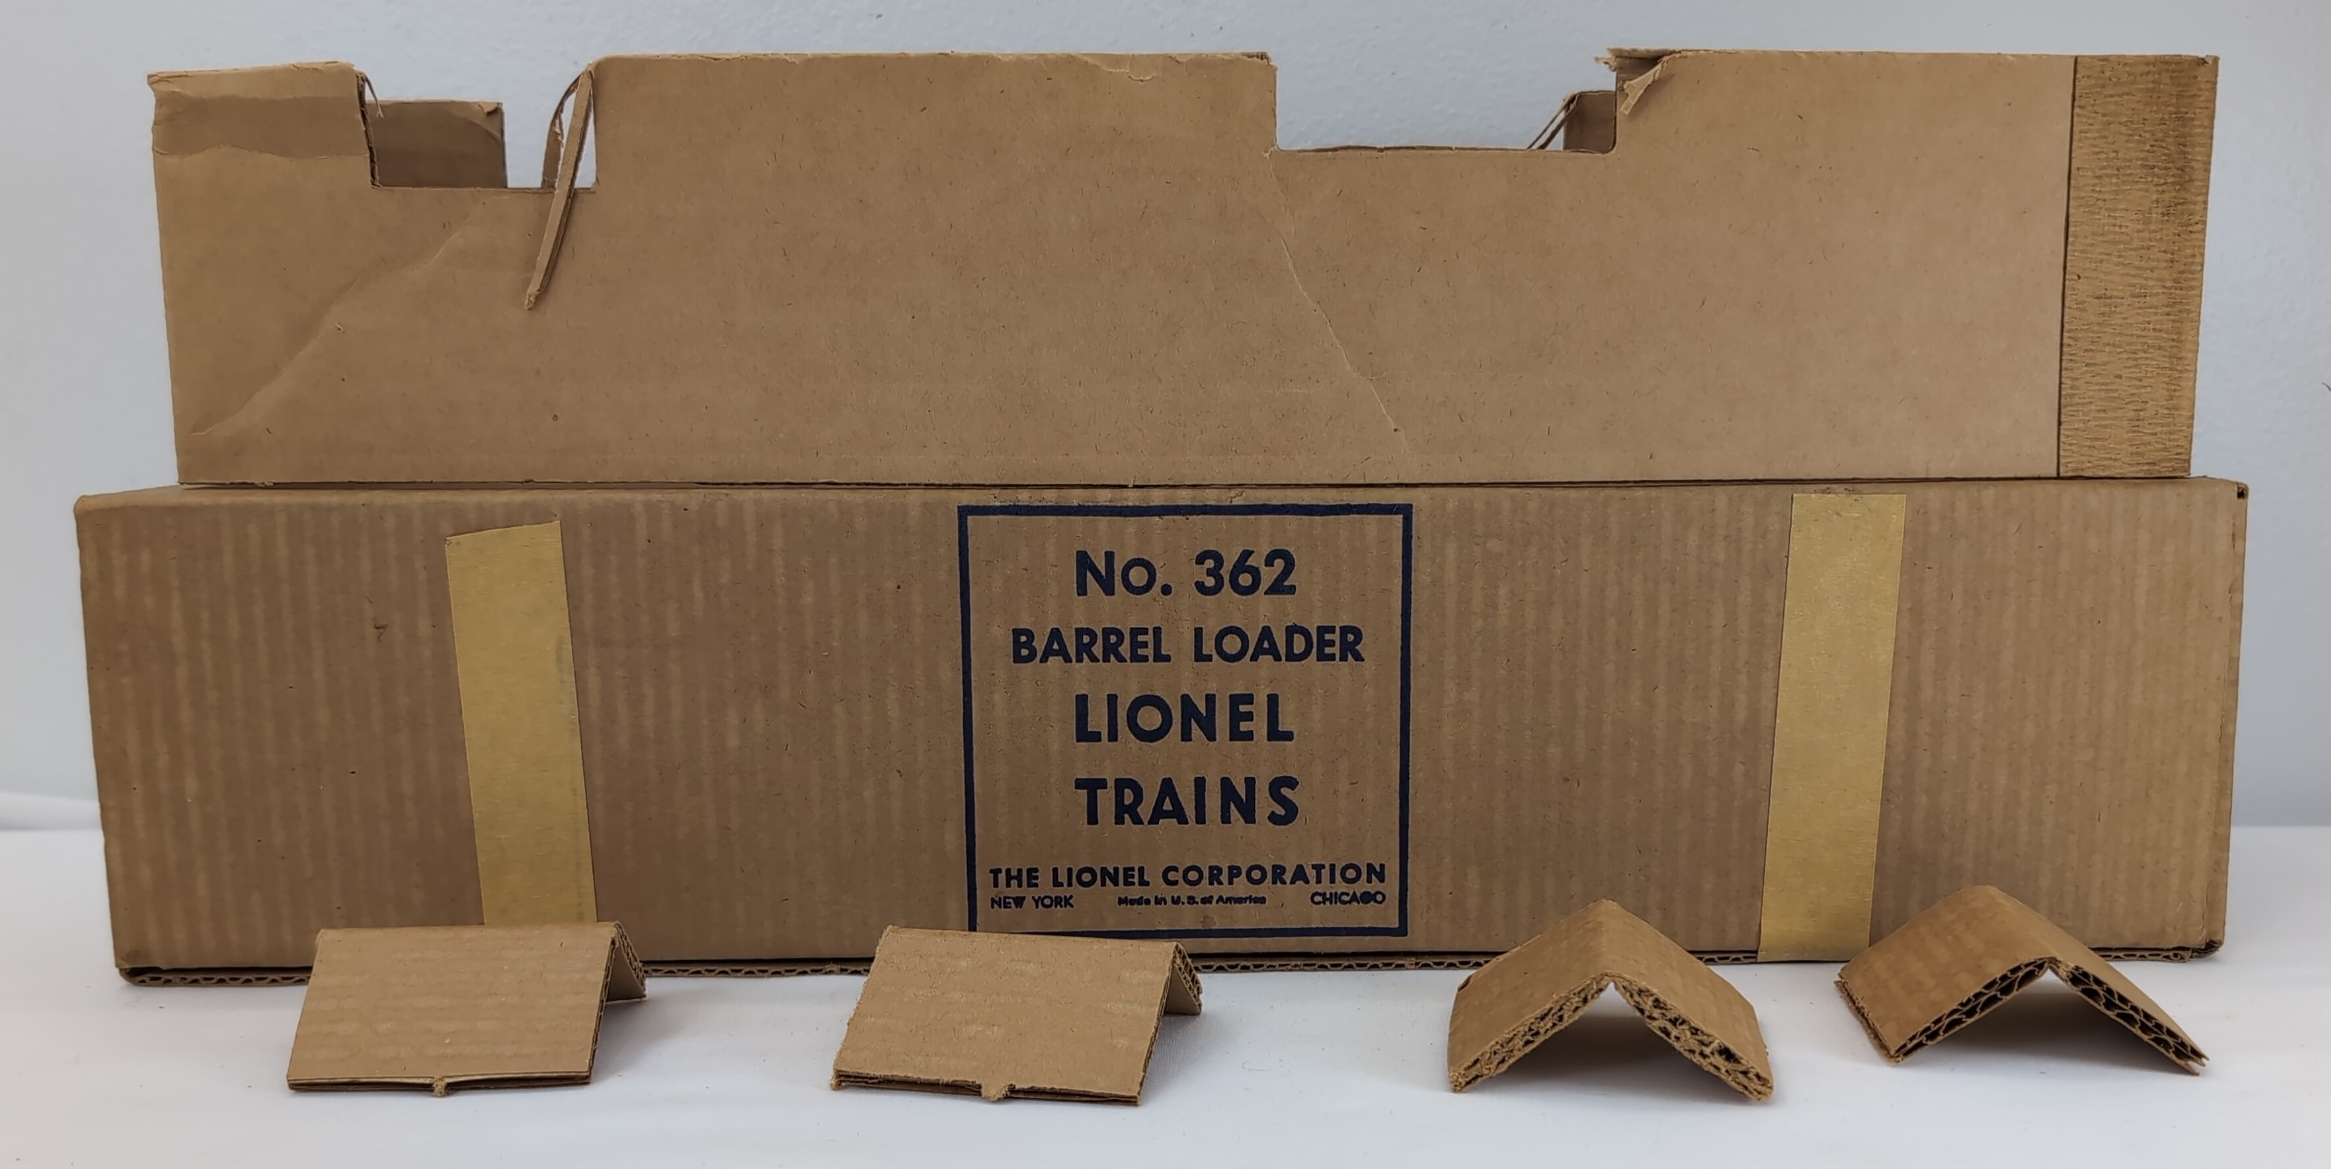 No. 362
BARREL LOADER
LIONEL
TRAINS
THE LIONEL CORPORATION
NEW YORK Made in U. S. of America CHICAGO